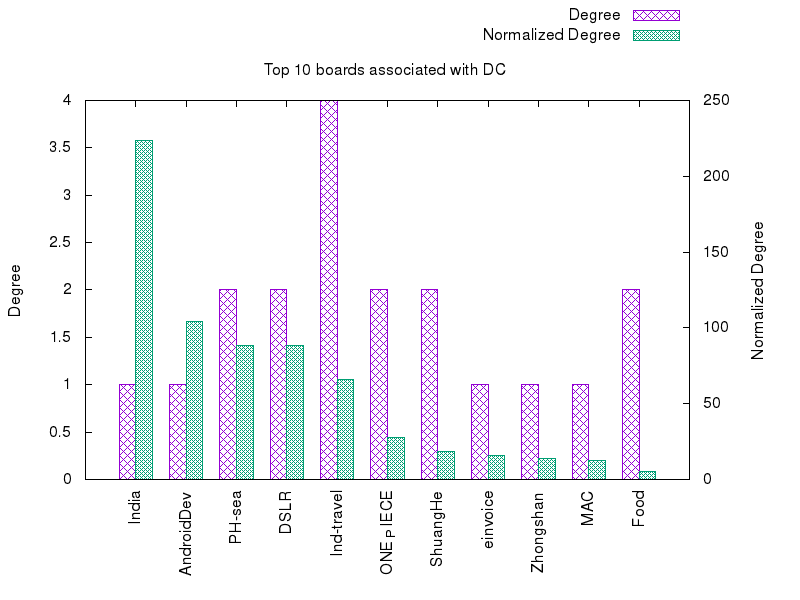 Degree
Normalized Degree
Top 10 boards associated with DC
4
3.5
3
2.5
2
1.5
1
0.5
0
250
200
150
100
50
0
Degree
Normalized Degree
India
AndroidDev
PH-sea
DSLR
Ind-travel
ONE P IECE
ShuangHe
einvoice
Zhongshan
MAC
Food